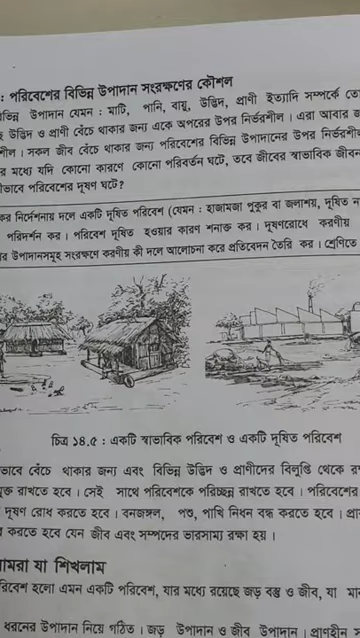 : পরিবেশের বিভিন্ন উপাদান সংরক্ষণের কৌশল
উপাদান যেমন : মাটি, পানি, বায়ু, উদ্ভিদ, প্রাণী ইত্যাদি সম্পর্কে
উদ্ভিদ ও প্রাণী বেঁচে থাকার জন্য একে অপরের উপর নির্ভরশীল । এরা আবার
সকল জীব বেঁচে থাকার জন্য পরিবেশের বিভিন্ন উপাদানের উপর
মধ্যে যদি কোনো কারণে কোনো পরিবর্তন ঘটে, তবে জীবের স্বাভাবিক
পরিবেশের দূষণ ঘটে?
নির্দেশনায় দলে একটি দূষিত পরিবেশ (যেমন : হাজামজা পুকুর বা জলাশয়, দূষিত
পরিদর্শন কর । পরিবেশ দূষিত হওয়ার কারণ শনাক্ত কর । দূষণরোধে করণীয়
উপাদানসমূহ সংরক্ষণে করণীয় কী দলে আলোচনা করে প্রতিবেদন তৈরি কর । শ্রেণিতে
চিত্র ১৪.৫ : একটি স্বাভাবিক পরিবেশ ও একটি দূষিত পরিবেশ
বেঁচে থাকার জন্য এবং বিভিন্ন উদ্ভিদ ও প্রাণীদের বিলুপ্তি থেকে
রাখতে হবে । সেই সাথে পরিবেশকে পরিচ্ছন্ন রাখতে হবে । পরিবেশের
দূষণ রোধ করতে হবে । বনজঙ্গল, পশু, পাখি নিধন বন্ধ করতে হবে ।
করতে হবে যেন জীব এবং সম্পদের ভারসাম্য রক্ষা হয় ।
যা শিখলাম
হলো এমন একটি পরিবেশ, যার মধ্যে রয়েছে জড় বস্তু ও জীব, যা
ধরনের উপাদান নিয়ে গঠিত । জড় উপাদান ও জীব উপাদান । প্রাণহীন